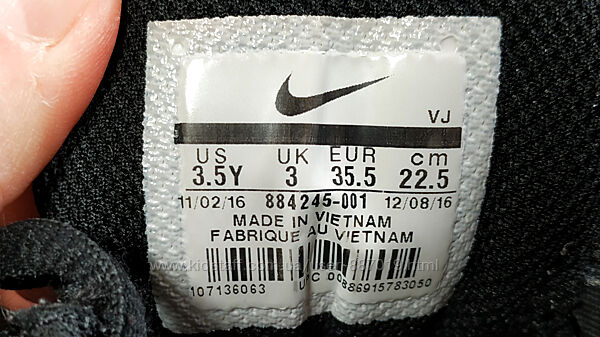 VJ
US UK EUR cm
3.5Y 3 35.5 22.5
11/02/16 884245-001 12/08/16
MADE IN VIETNAM
FABRIQUE AU VIETNAM
107136063 UPC 00886915783050